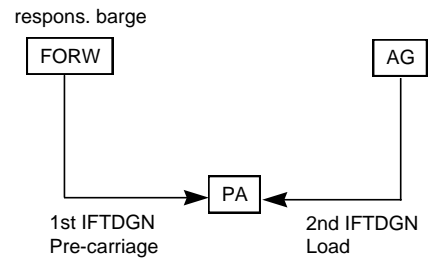 respons. barge
FORW
AG
PA
1st IFTDGN
Pre-carriage
2nd IFTDGN
Load